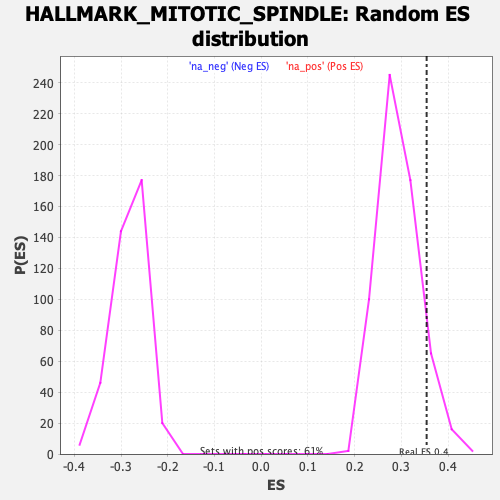 HALLMARK_MITOTIC_SPINDLE: Random ES
distribution
'na_neg' (Neg ES) 'na_pos' (Pos ES)
240
220
200
180
160
140
120
100
80
60
40
20
0
P(ES)
Sets with pos scores: 61%
Real ES 0.4
-0.4 -0.3 -0.2 -0.1 0.0 0.1 0.2 0.3 0.4
ES